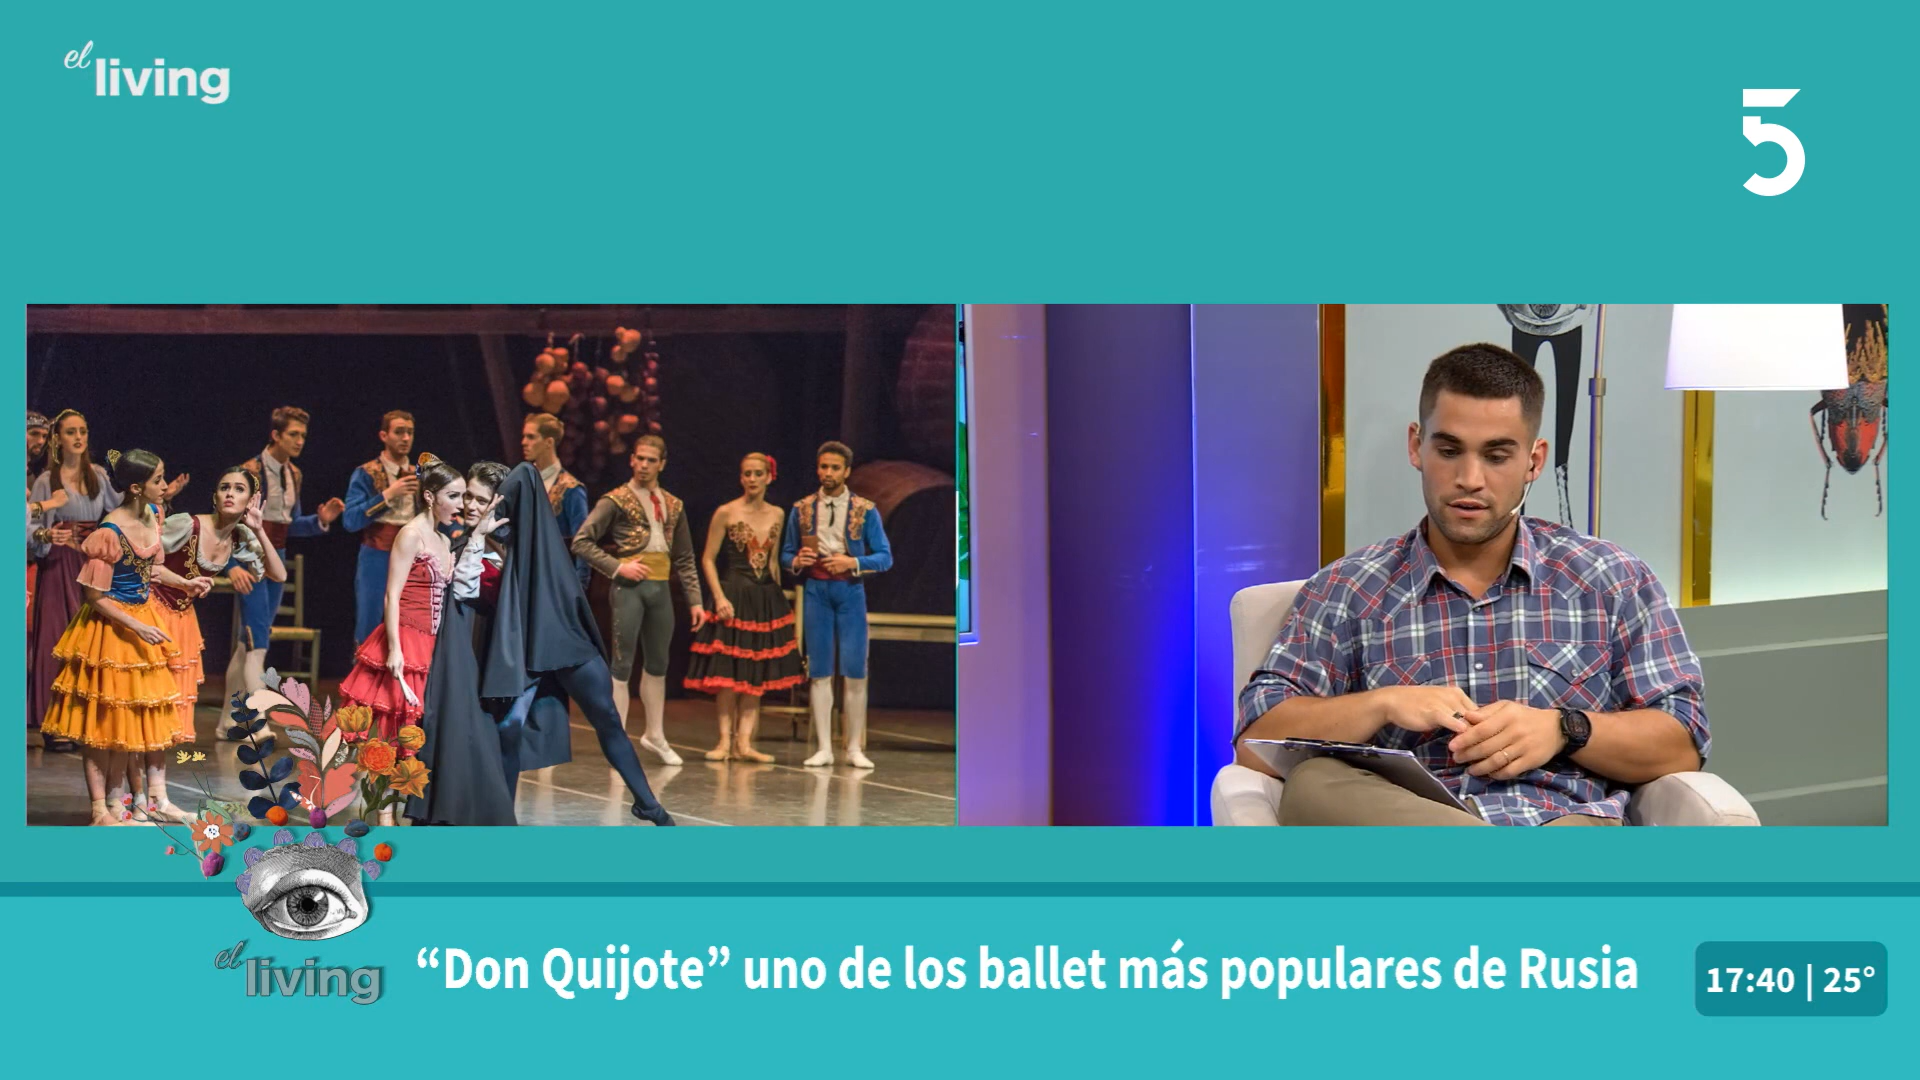 el living
5
el living
“Don Quijote” uno de los ballet más populares de Rusia
17:40 | 25°